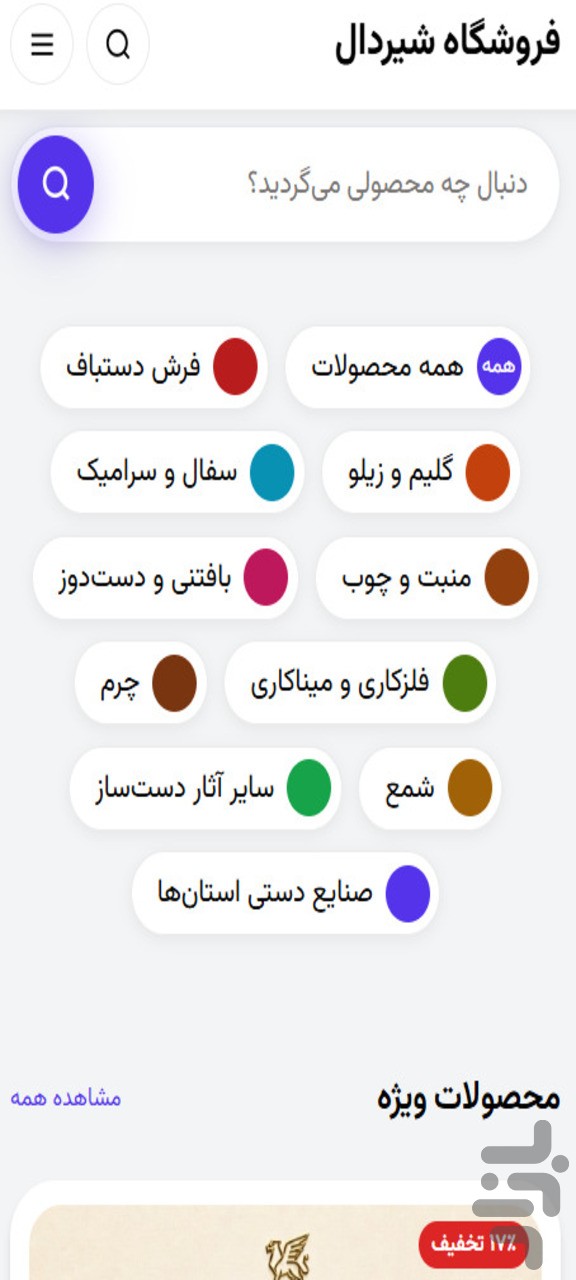 فروشگاه شیردال
دنبال چه محصولی می‌گردید؟
همه همه محصولات
فرش دستباف
گلیم و زیلو
سفال و سرامیک
منبت و چوب
بافتنی و دست‌دوز
فلزکاری و میناکاری
چرم
شمع
سایر آثار دست‌ساز
صنایع دستی استان‌ها
محصولات ویژه
مشاهده همه
۱۷٪ تخفیف
بازار